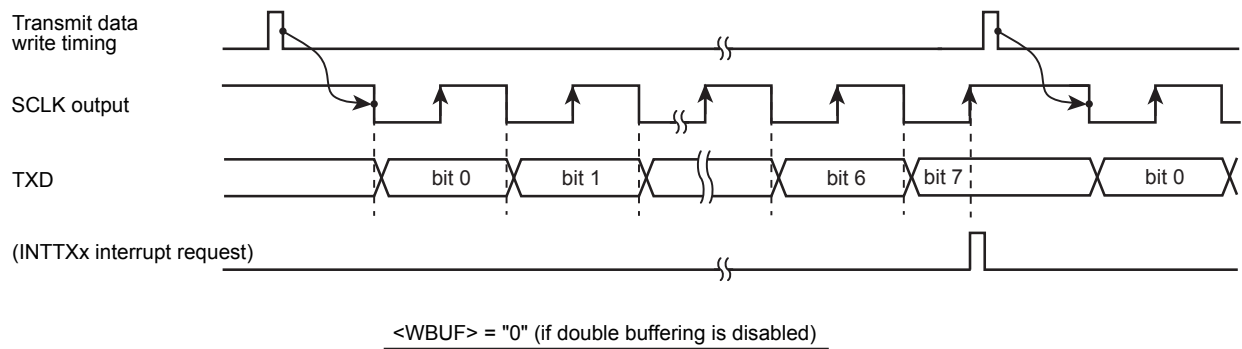 Transmit data
write timing
SCLK output
TXD
bit 0
bit 1
bit 6
bit 7
bit 0
(INTTXx interrupt request)
<WBUF> = "0" (if double buffering is disabled)